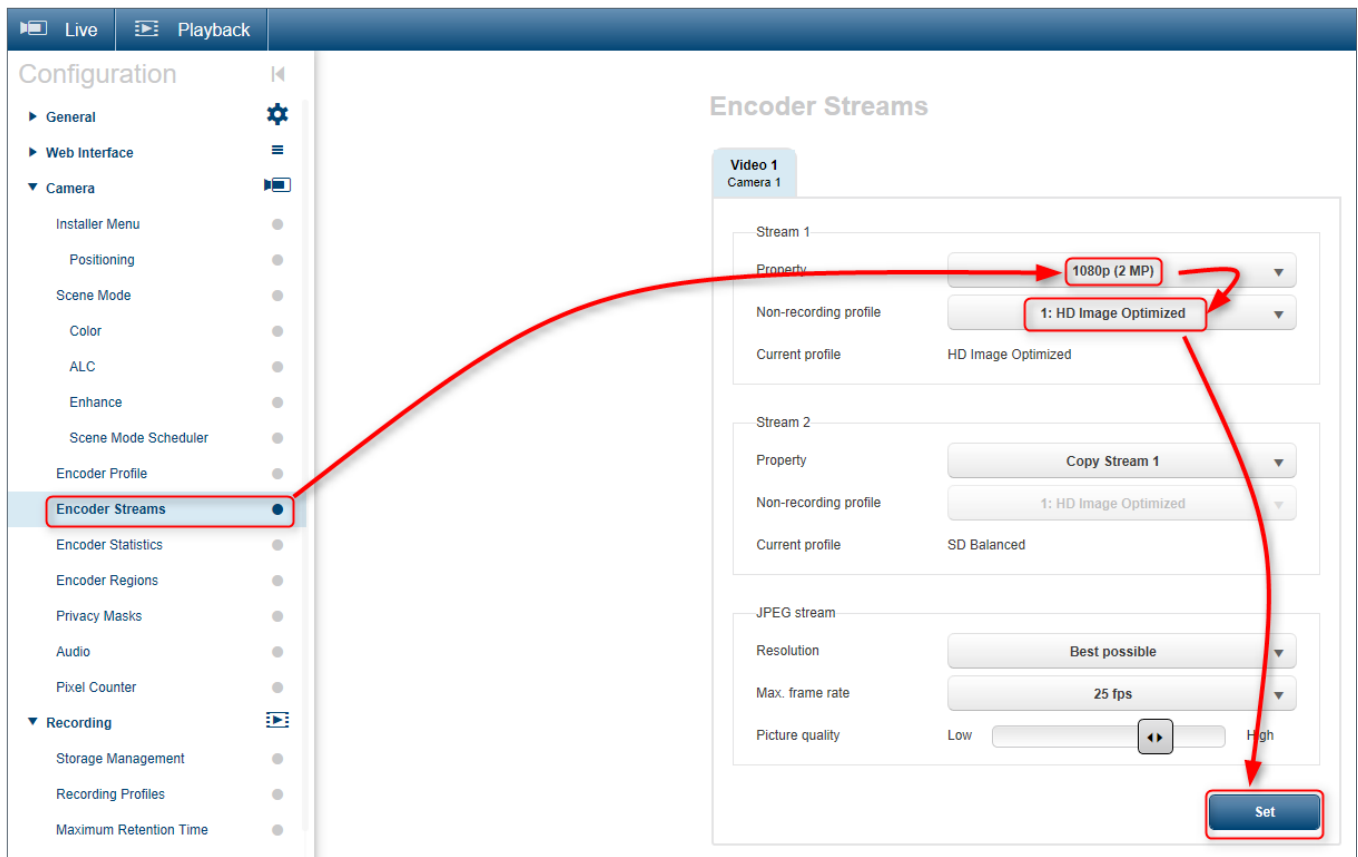 Live Playback
Configuration
General
Web Interface
Camera
Installer Menu
Positioning
Scene Mode
Color
ALC
Enhance
Scene Mode Scheduler
Encoder Profile
Encoder Streams
Encoder Statistics
Encoder Regions
Privacy Masks
Audio
Pixel Counter
Recording
Storage Management
Recording Profiles
Maximum Retention Time
Encoder Streams
Video 1
Camera 1
Stream 1
Property 1080p (2 MP)
Non-recording profile 1: HD Image Optimized
Current profile HD Image Optimized
Stream 2
Property Copy Stream 1
Non-recording profile 1: HD Image Optimized
Current profile SD Balanced
JPEG stream
Resolution Best possible
Max. frame rate 25 fps
Picture quality Low High
Set